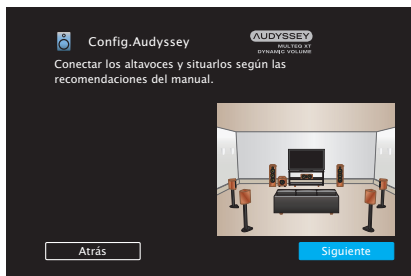 Config.Audyssey
AUDYSSEY
MULTEQ XT
DYNAMIC VOLUME
Conectar los altavoces y situarlos según las
recomendaciones del manual.
Atrás
Siguiente